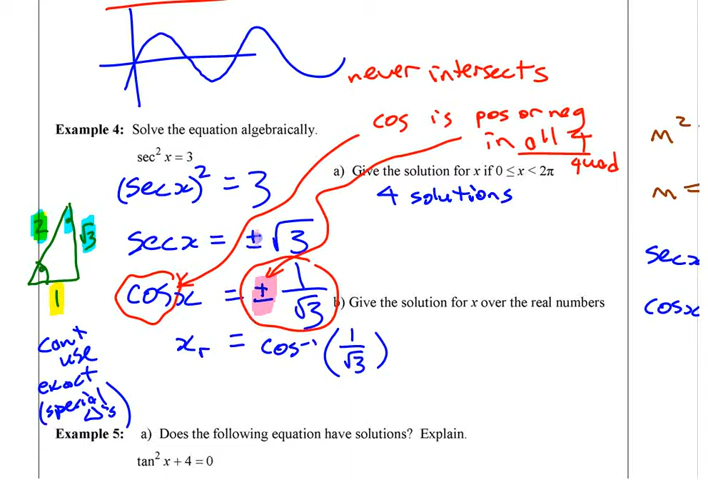 never intersects
cos is pos or neg
in all 4
quad
Example 4: Solve the equation algebraically.
sec² x = 3
a) Give the solution for x if 0 ≤ x < 2π
4 solutions
(sec x)² = 3
sec x = ± √3
cos x = ± 1/√3
b) Give the solution for x over the real numbers
xᵣ = cos⁻¹ (1/√3)
2
√3
1
can't
use
exact
(special
Δ's)
Example 5: a) Does the following equation have solutions? Explain.
tan² x + 4 = 0
m² -
m =
sec x
cos x